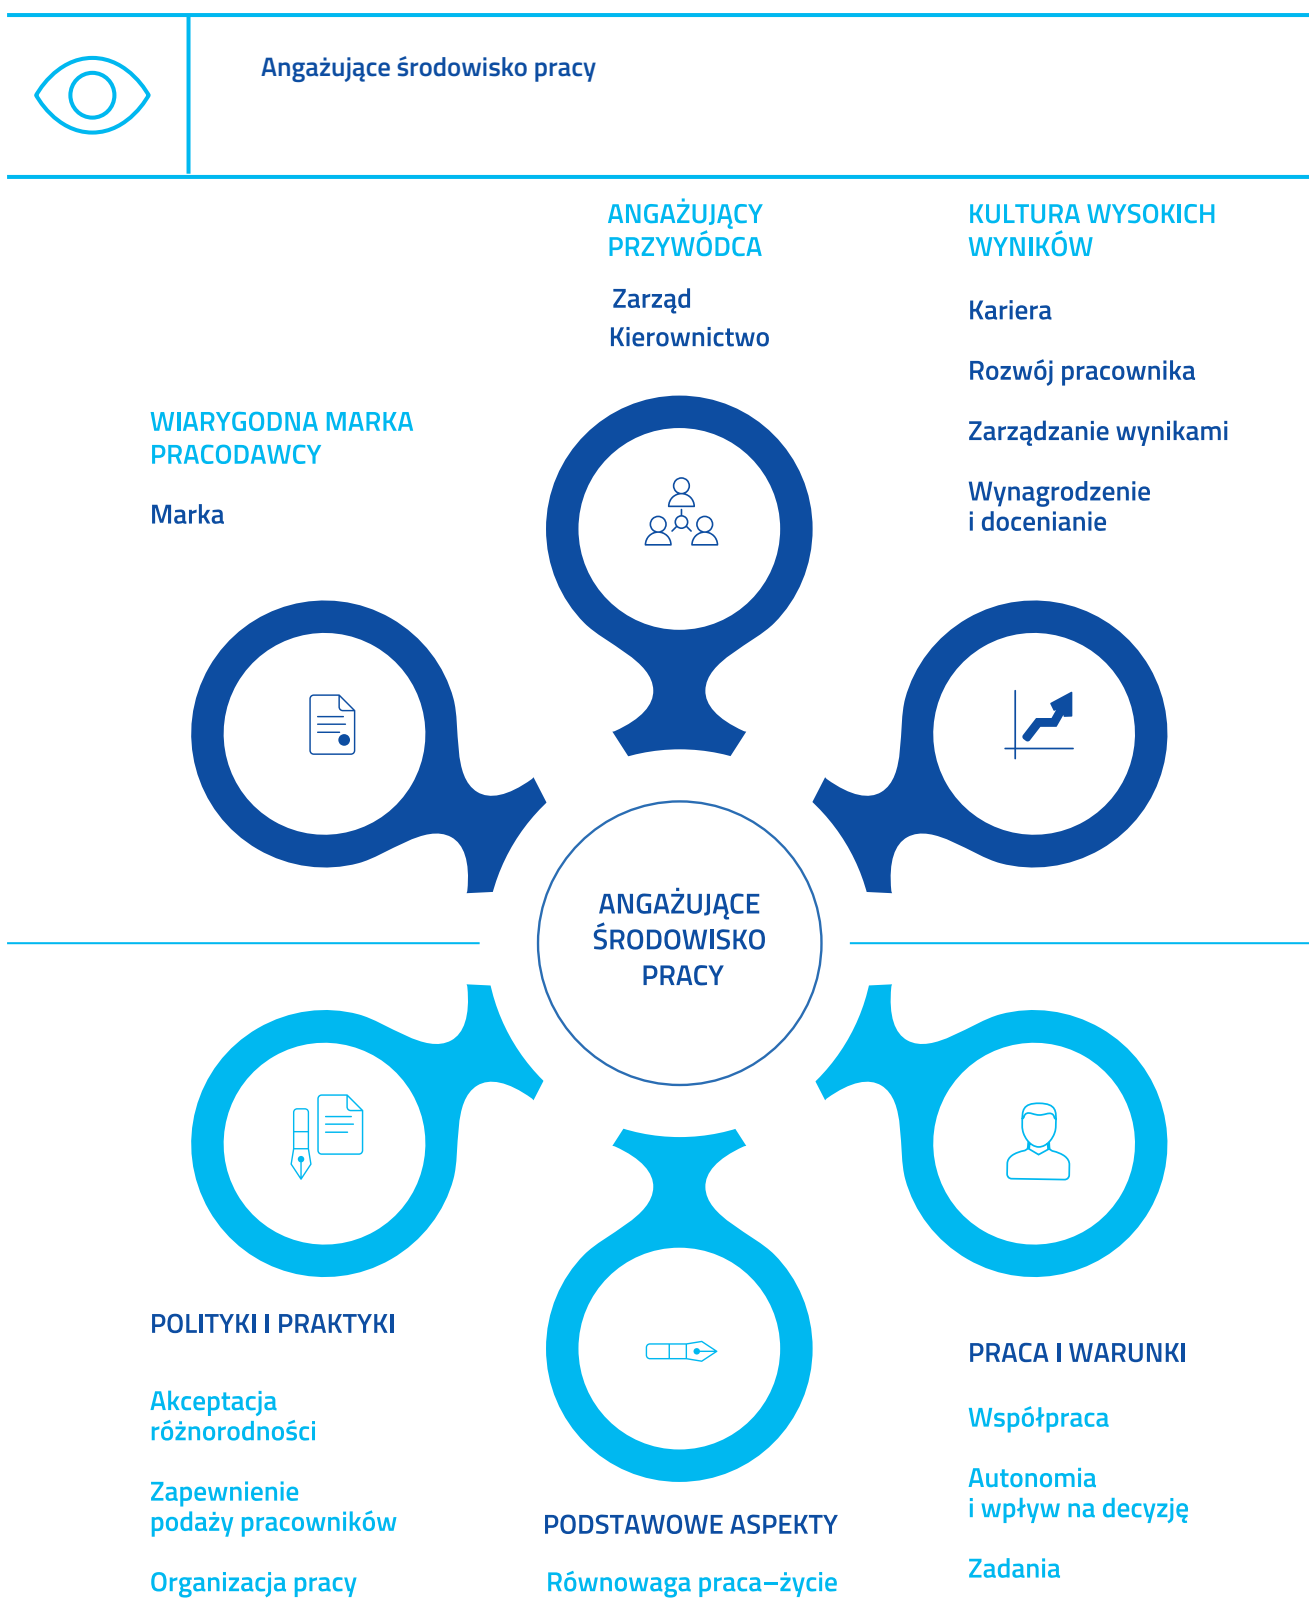 Angażujące środowisko pracy
ANGAŻUJĄCY
PRZYWÓDCA
Zarząd
Kierownictwo
KULTURA WYSOKICH
WYNIKÓW
Kariera
Rozwój pracownika
Zarządzanie wynikami
Wynagrodzenie
i docenianie
WIARYGODNA MARKA
PRACODAWCY
Marka
ANGAŻUJĄCE
ŚRODOWISKO
PRACY
POLITYKI I PRAKTYKI
Akceptacja
różnorodności
Zapewnienie
podaży pracowników
Organizacja pracy
PODSTAWOWE ASPEKTY
Równowaga praca–życie
PRACA I WARUNKI
Współpraca
Autonomia
i wpływ na decyzję
Zadania